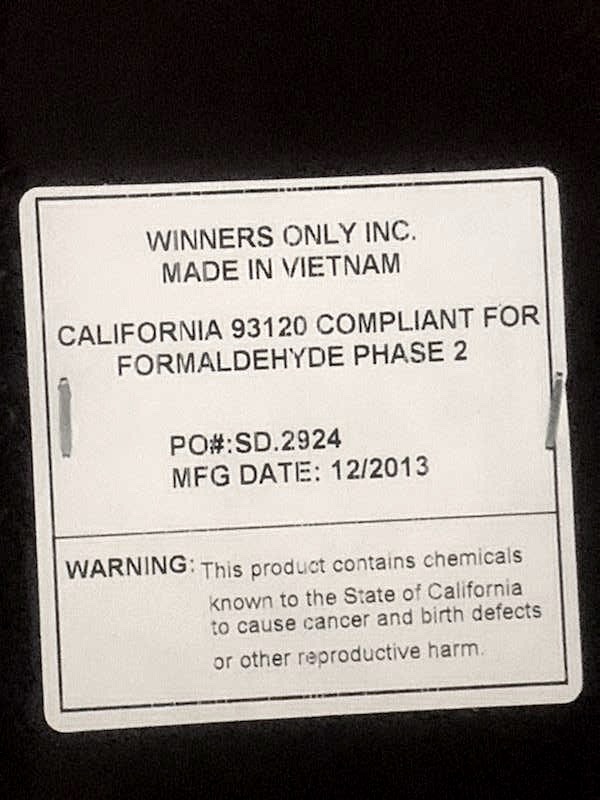 WINNERS ONLY INC.
MADE IN VIETNAM
CALIFORNIA 93120 COMPLIANT FOR
FORMALDEHYDE PHASE 2
PO#:SD.2924
MFG DATE: 12/2013
WARNING: This product contains chemicals
known to the State of California
to cause cancer and birth defects
or other reproductive harm.